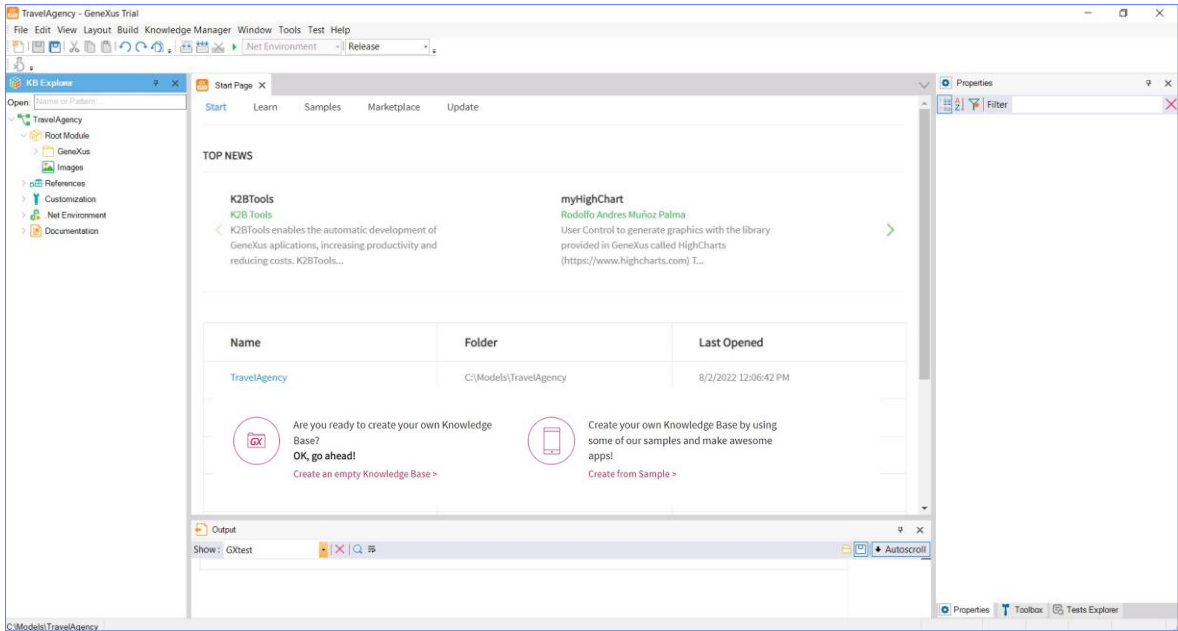 TravelAgency - GeneXus Trial
File Edit View Layout Build Knowledge Manager Window Tools Test Help
.Net Environment Release
KB Explorer
Open: Name or Pattern...
TravelAgency
Root Module
GeneXus
Images
References
Customization
.Net Environment
Documentation
Start Page
Start Learn Samples Marketplace Update
TOP NEWS
K2BTools
K2B Tools
K2BTools enables the automatic development of
GeneXus aplications, increasing productivity and
reducing costs. K2BTools...
myHighChart
Rodolfo Andres Muñoz Palma
User Control to generate graphics with the library
provided in GeneXus called HighCharts
(https://www.highcharts.com) T...
Name Folder Last Opened
TravelAgency C:\Models\TravelAgency 8/2/2022 12:06:42 PM
GX
Are you ready to create your own Knowledge
Base?
OK, go ahead!
Create an empty Knowledge Base >
Create your own Knowledge Base by using
some of our samples and make awesome
apps!
Create from Sample >
Output
Show: GXtest
Autoscroll
Properties
Filter
Properties Toolbox Tests Explorer
C:\Models\TravelAgency